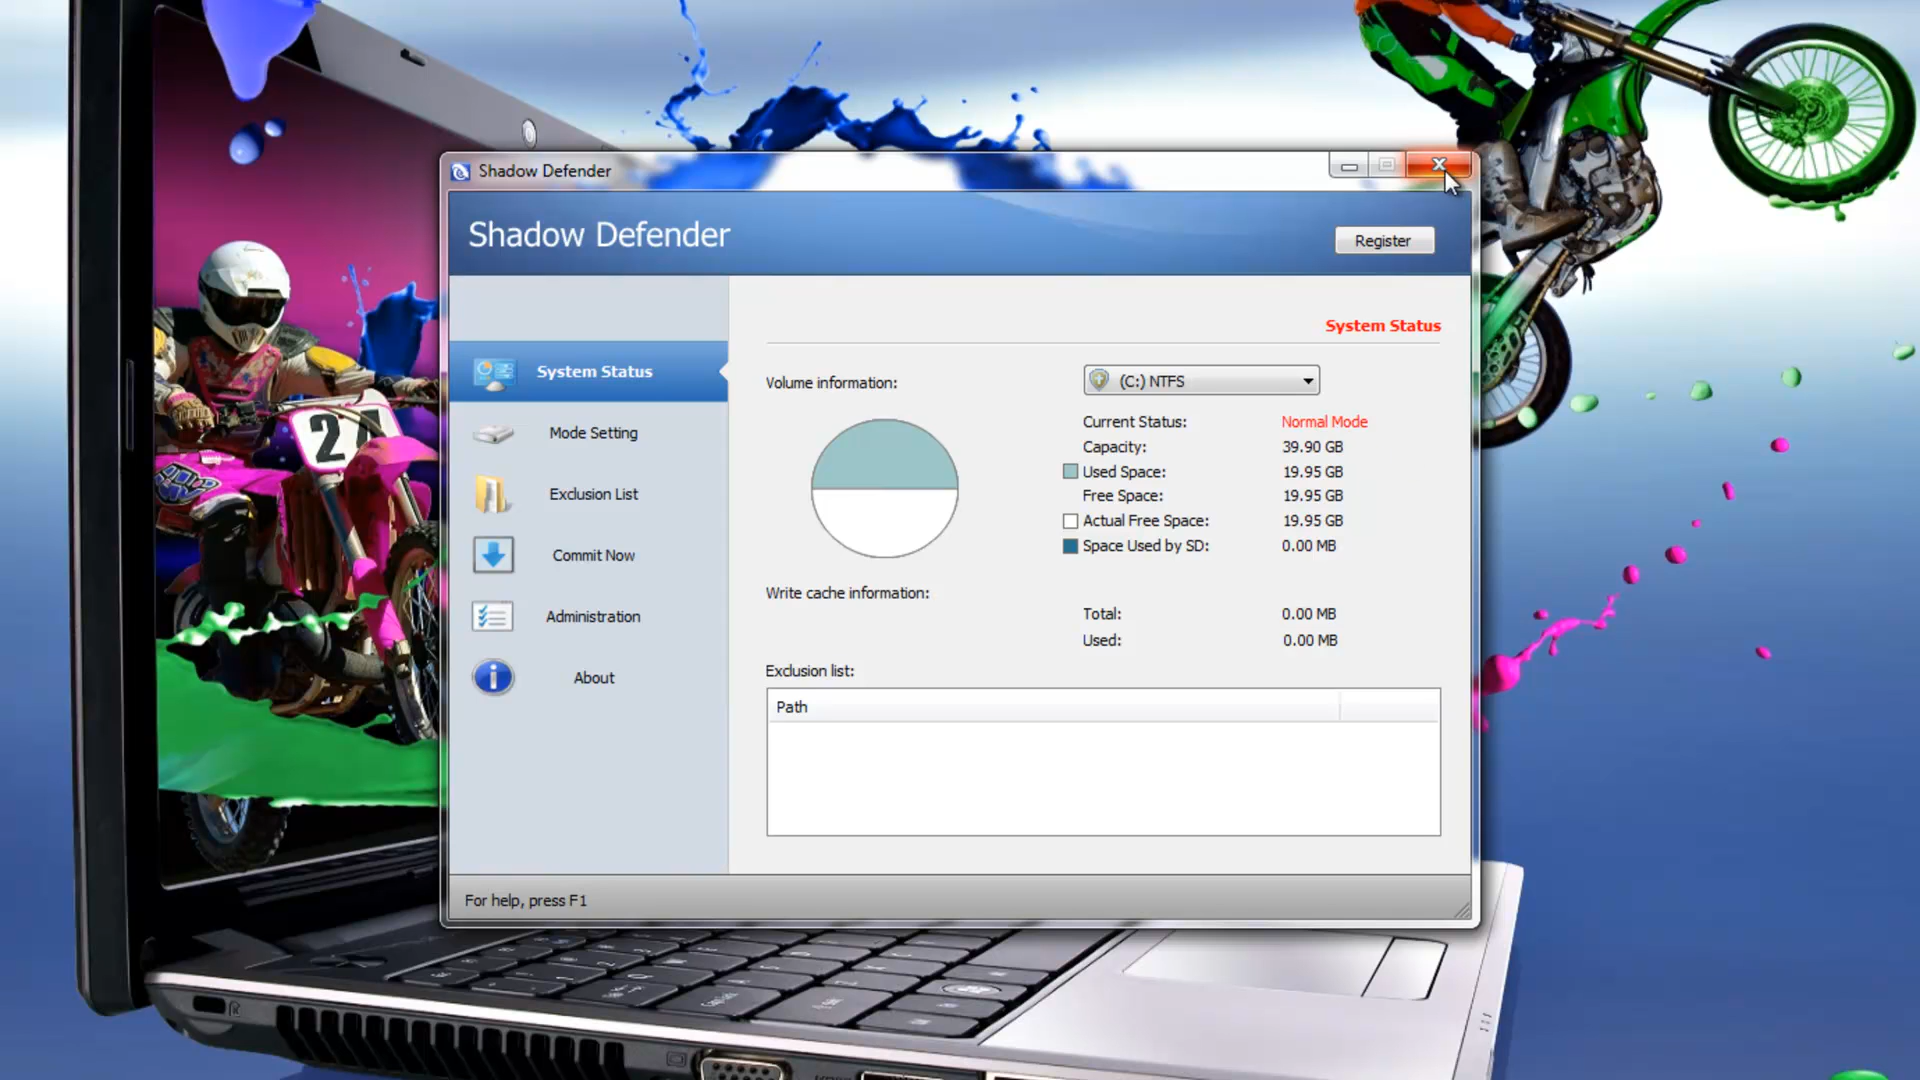 Shadow Defender
Shadow Defender
Register
System Status
System Status
Mode Setting
Exclusion List
Commit Now
Administration
About
Volume information:
(C:) NTFS
Current Status: Normal Mode
Capacity: 39.90 GB
Used Space: 19.95 GB
Free Space: 19.95 GB
Actual Free Space: 19.95 GB
Space Used by SD: 0.00 MB
Write cache information:
Total: 0.00 MB
Used: 0.00 MB
Exclusion list:
Path
For help, press F1